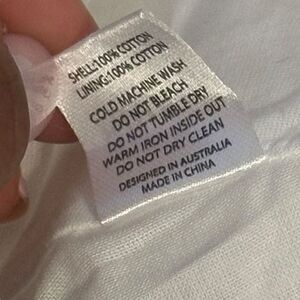 SHELL:100% COTTON
LINING:100% COTTON
COLD MACHINE WASH
DO NOT BLEACH
DO NOT TUMBLE DRY
WARM IRON INSIDE OUT
DO NOT DRY CLEAN
DESIGNED IN AUSTRALIA
MADE IN CHINA